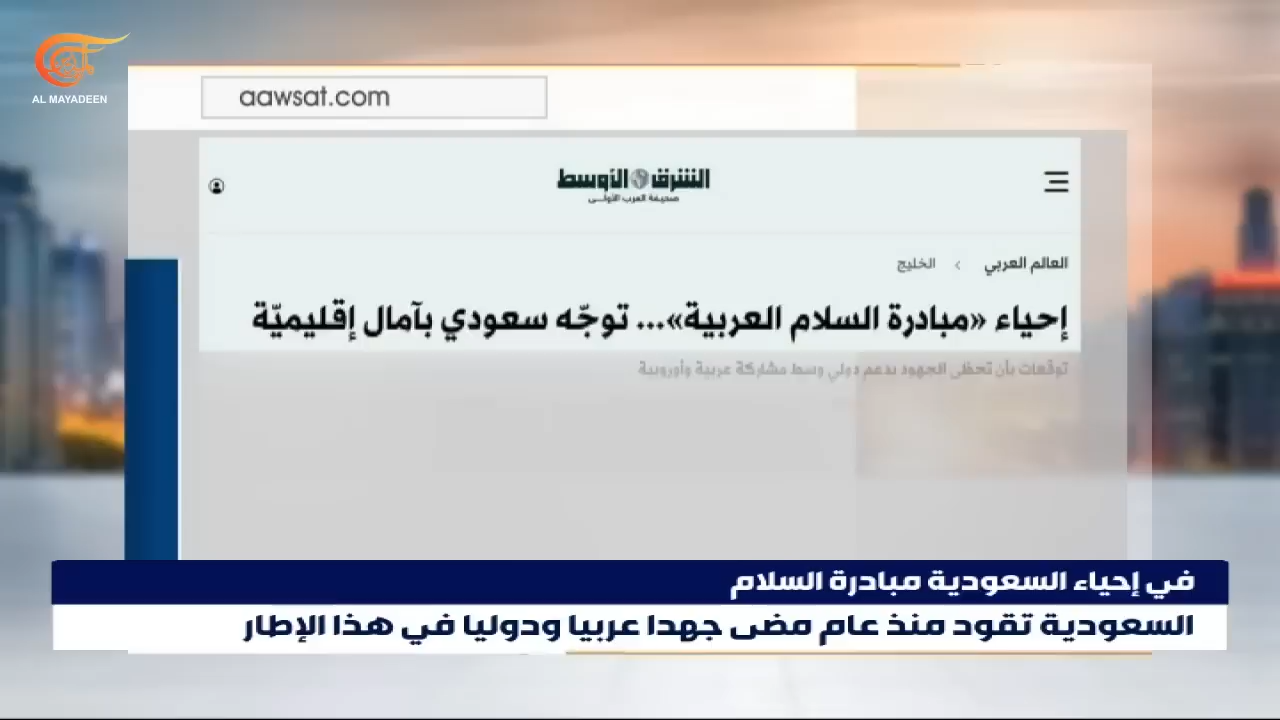 AL MAYADEEN
aawsat.com
الشرق الأوسط
صحيفة العرب الأولى
العالم العربي > الخليج
إحياء «مبادرة السلام العربية»... توجّه سعودي بآمال إقليميّة
توقعات بأن تحظى الجهود بدعم دولي وسط مشاركة عربية وأوروبية
في إحياء السعودية مبادرة السلام
السعودية تقود منذ عام مضى جهدا عربيا ودوليا في هذا الإطار